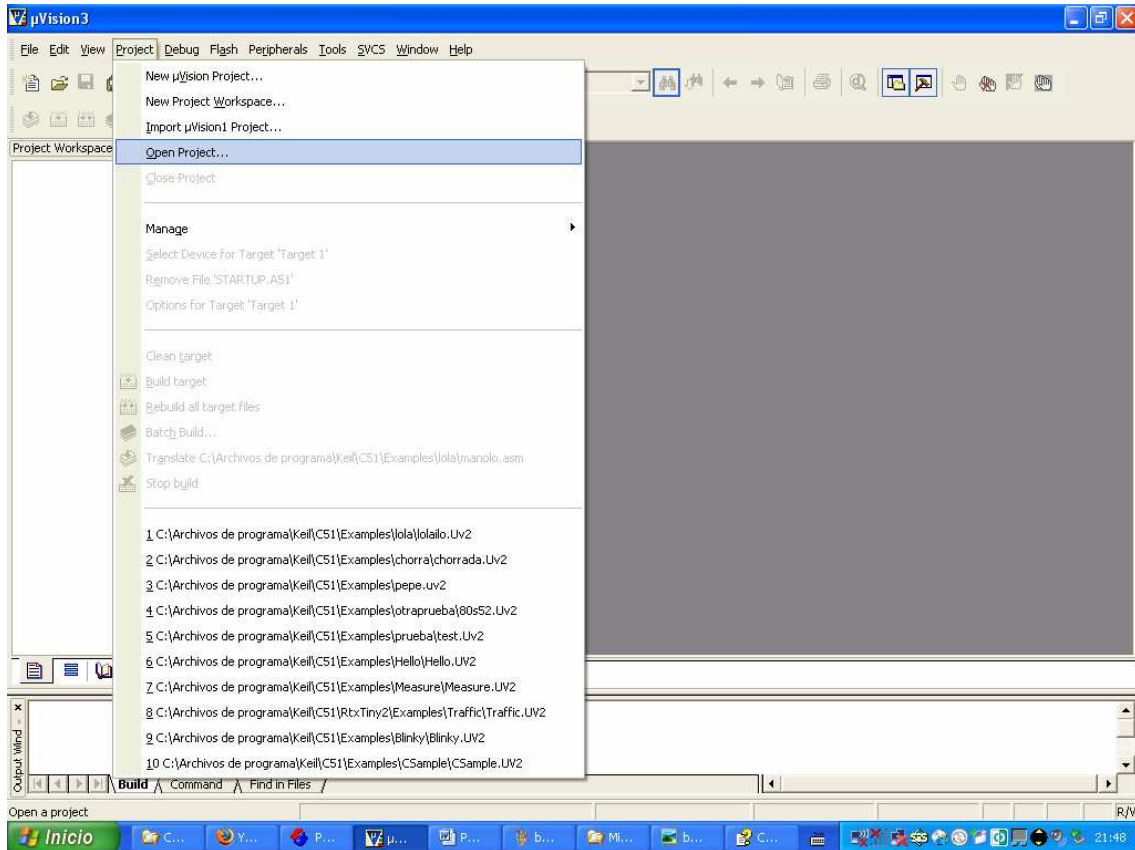 µVision3
File Edit View Project Debug Flash Peripherals Tools SVCS Window Help
New µVision Project...
New Project Workspace...
Import µVision1 Project...
Project Workspace
Open Project...
Close Project
Manage
Select Device for Target 'Target 1'
Remove File 'STARTUP.A51'
Options for Target 'Target 1'
Clean target
Build target
Rebuild all target files
Batch Build...
Translate C:\Archivos de programa\Keil\C51\Examples\lola\manolo.asm
Stop build
1 C:\Archivos de programa\Keil\C51\Examples\lola\lolailo.Uv2
2 C:\Archivos de programa\Keil\C51\Examples\chorra\chorrada.Uv2
3 C:\Archivos de programa\Keil\C51\Examples\pepe.uv2
4 C:\Archivos de programa\Keil\C51\Examples\otraprueba\80s52.Uv2
5 C:\Archivos de programa\Keil\C51\Examples\prueba\test.Uv2
6 C:\Archivos de programa\Keil\C51\Examples\Hello\Hello.UV2
7 C:\Archivos de programa\Keil\C51\Examples\Measure\Measure.UV2
8 C:\Archivos de programa\Keil\C51\RtxTiny2\Examples\Traffic\Traffic.UV2
9 C:\Archivos de programa\Keil\C51\Examples\Blinky\Blinky.UV2
10 C:\Archivos de programa\Keil\C51\Examples\CSample\CSample.UV2
Output Wind
Build Command Find in Files
Open a project R/W
Inicio C... Y... P... µ... P... b... Mi... b... C... 21:48